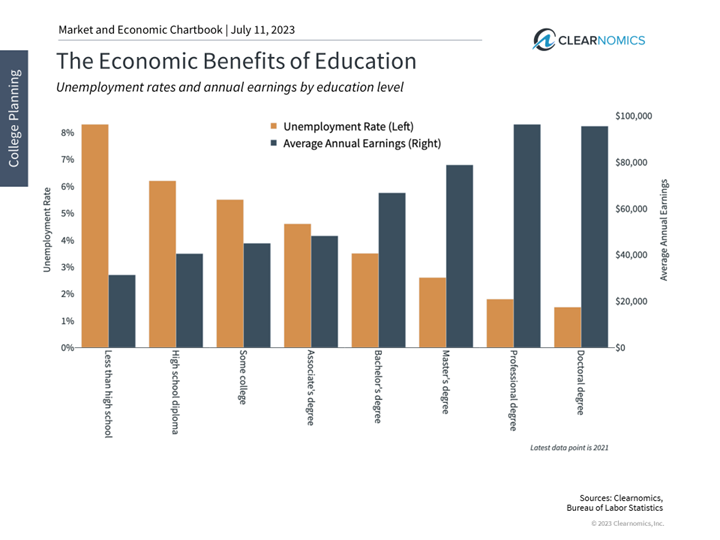 Market and Economic Chartbook | July 11, 2023
CLEARNOMICS
The Economic Benefits of Education
Unemployment rates and annual earnings by education level
College Planning
Unemployment Rate (Left)
Average Annual Earnings (Right)
Unemployment Rate
8%
7%
6%
5%
4%
3%
2%
1%
0%
$100,000
$80,000
$60,000
$40,000
$20,000
$0
Average Annual Earnings
Less than high school
High school diploma
Some college
Associate's degree
Bachelor's degree
Master's degree
Professional degree
Doctoral degree
Latest data point is 2021
Sources: Clearnomics,
Bureau of Labor Statistics
© 2023 Clearnomics, Inc.